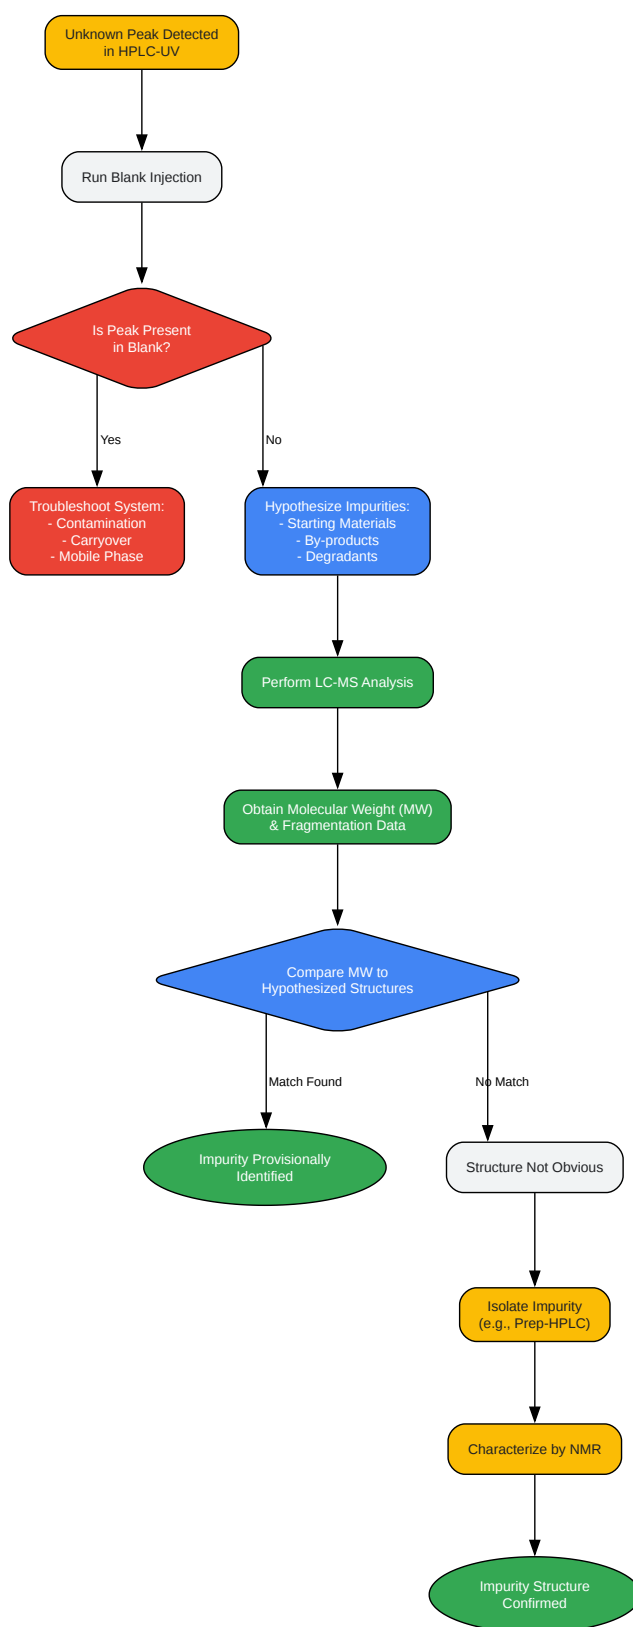 Unknown Peak Detected
in HPLC-UV
Run Blank Injection
Is Peak Present
in Blank?
Yes
No
Troubleshoot System:
- Contamination
- Carryover
- Mobile Phase
Hypothesize Impurities:
- Starting Materials
- By-products
- Degradants
Perform LC-MS Analysis
Obtain Molecular Weight (MW)
& Fragmentation Data
Compare MW to
Hypothesized Structures
Match Found
No Match
Impurity Provisionally
Identified
Structure Not Obvious
Isolate Impurity
(e.g., Prep-HPLC)
Characterize by NMR
Impurity Structure
Confirmed